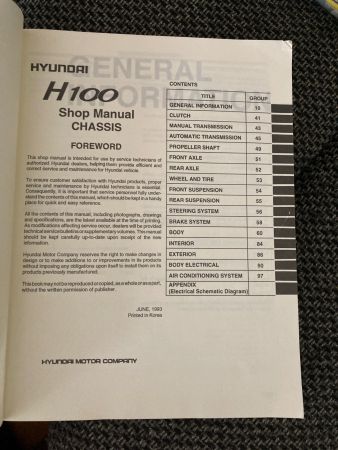 GENERAL
INFORMATION
HYUNDAI
H100
Shop Manual
CHASSIS
FOREWORD
This shop manual is intended for use by service technicians of
authorized Hyundai dealers, helping them provide efficient and
correct service and maintenance for Hyundai vehicle.
To ensure customer satisfaction with Hyundai products, proper
service and maintenance by Hyundai technicians is essential.
Consequently, it is important that service personnel fully under-
stand the contents of this manual, which should be kept in a handy
place for quick and easy reference.
All the contents of this manual, including photographs, drawings
and specifications, are the latest available at the time of printing.
As modifications affecting service occur, dealers will be provided
technical service bulletins or supplementary volumes. This manual
should be kept carefully up-to-date upon receipt of the new
information.
Hyundai Motor Company reserves the right to make changes in
design or to make additions to or improvements in its products
without imposing any obligations upon itself to install them on its
products previously manufactured.
This book may not be reproduced or copied, as a whole or as a part,
without the written permission of publisher.
JUNE, 1993
Printed in Korea
HYUNDAI MOTOR COMPANY
CONTENTS
TITLE GROUP
GENERAL INFORMATION 10
CLUTCH 41
MANUAL TRANSMISSION 43
AUTOMATIC TRANSMISSION 45
PROPELLER SHAFT 49
FRONT AXLE 51
REAR AXLE 52
WHEEL AND TIRE 53
FRONT SUSPENSION 54
REAR SUSPENSION 55
STEERING SYSTEM 56
BRAKE SYSTEM 58
BODY 60
INTERIOR 84
EXTERIOR 86
BODY ELECTRICAL 90
AIR CONDITIONING SYSTEM 97
APPENDIX
(Electrical Schematic Diagram)